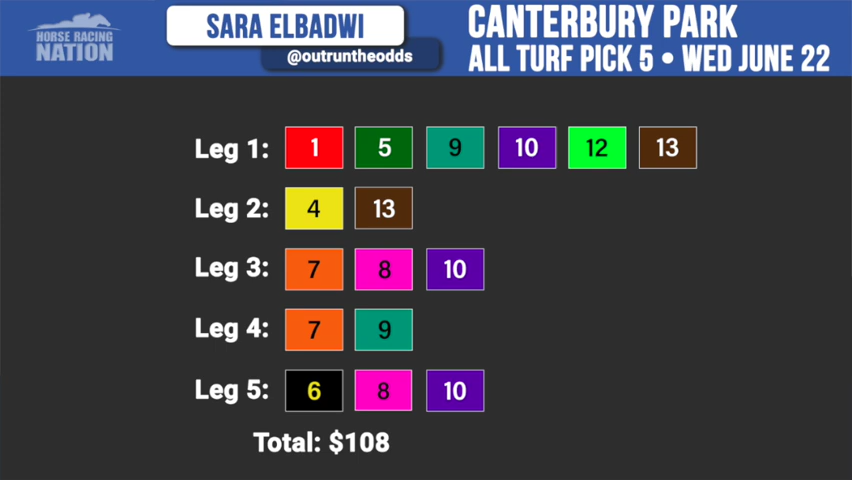 HORSE RACING
NATION
SARA ELBADWI
@outruntheodds
CANTERBURY PARK
ALL TURF PICK 5 • WED JUNE 22
Leg 1: 1 5 9 10 12 13
Leg 2: 4 13
Leg 3: 7 8 10
Leg 4: 7 9
Leg 5: 6 8 10
Total: $108